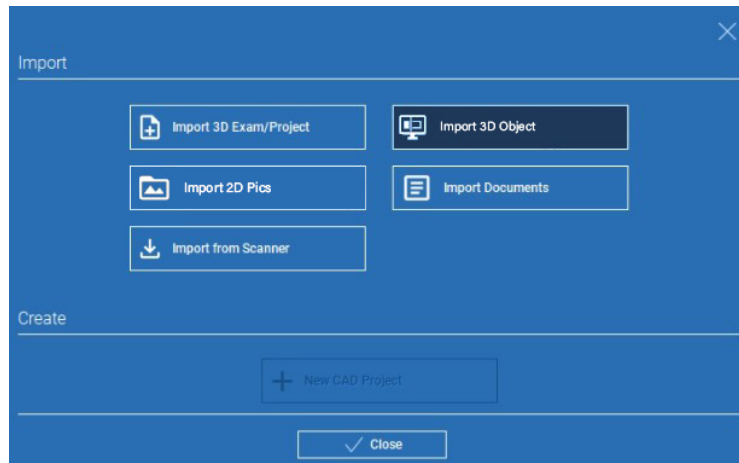 Import
Import 3D Exam/Project
Import 3D Object
Import 2D Pics
Import Documents
Import from Scanner
Create
New CAD Project
Close